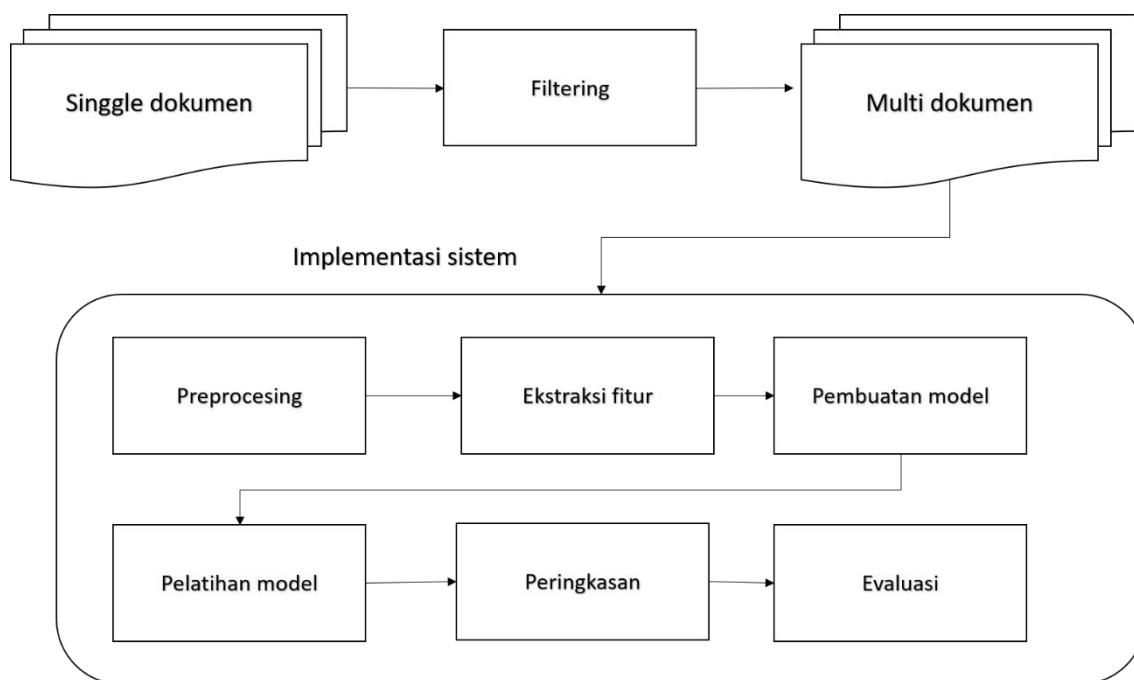 Singgle dokumen
Filtering
Multi dokumen
Implementasi sistem
Preprocesing
Ekstraksi fitur
Pembuatan model
Pelatihan model
Peringkasan
Evaluasi